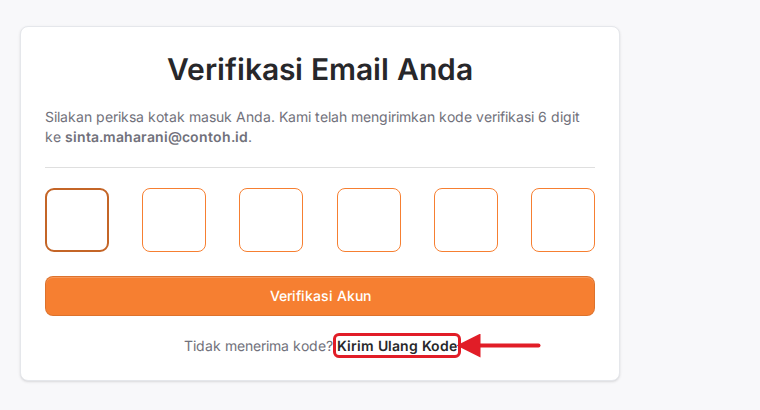 Verifikasi Email Anda
Silakan periksa kotak masuk Anda. Kami telah mengirimkan kode verifikasi 6 digit
ke sinta.maharani@contoh.id.
Verifikasi Akun
Tidak menerima kode? Kirim Ulang Kode